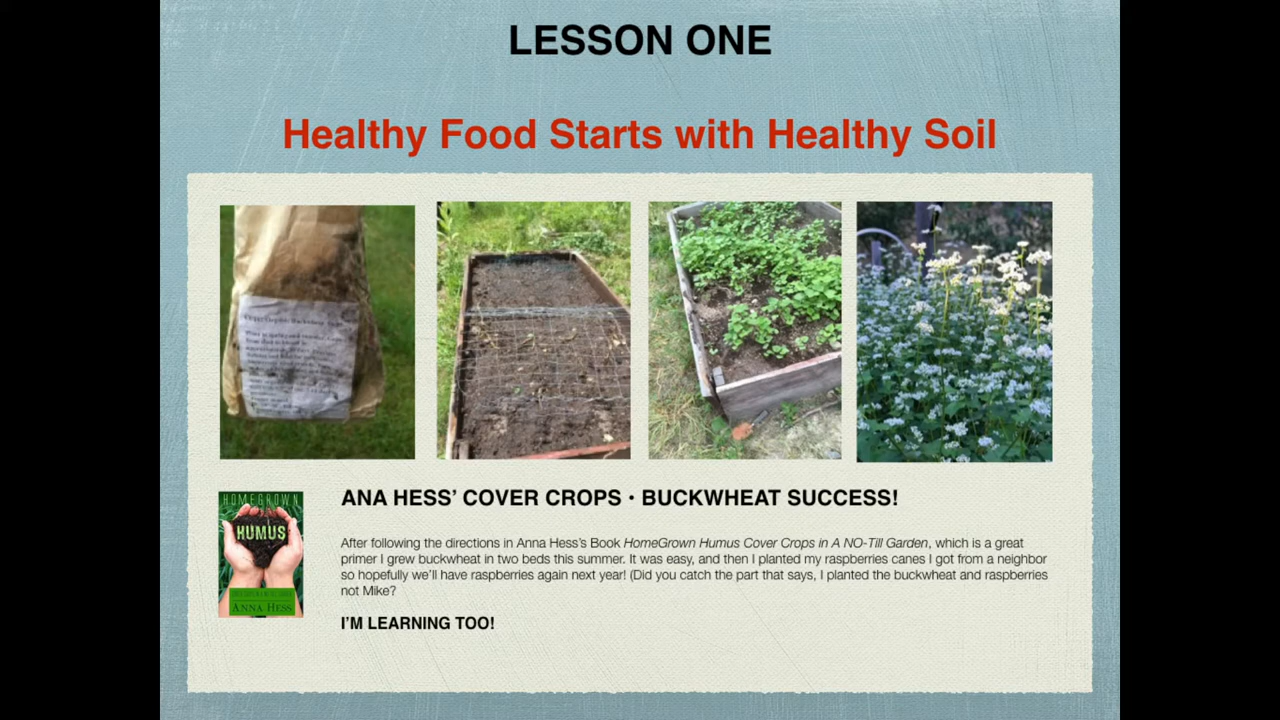 LESSON ONE
Healthy Food Starts with Healthy Soil
HOMEGROWN
HUMUS
ANNA HESS
ANA HESS’ COVER CROPS • BUCKWHEAT SUCCESS!
After following the directions in Anna Hess’s Book HomeGrown Humus Cover Crops in A NO-Till Garden, which is a great
primer I grew buckwheat in two beds this summer. It was easy, and then I planted my raspberries canes I got from a neighbor
so hopefully we’ll have raspberries again next year! (Did you catch the part that says, I planted the buckwheat and raspberries
not Mike?
I’M LEARNING TOO!